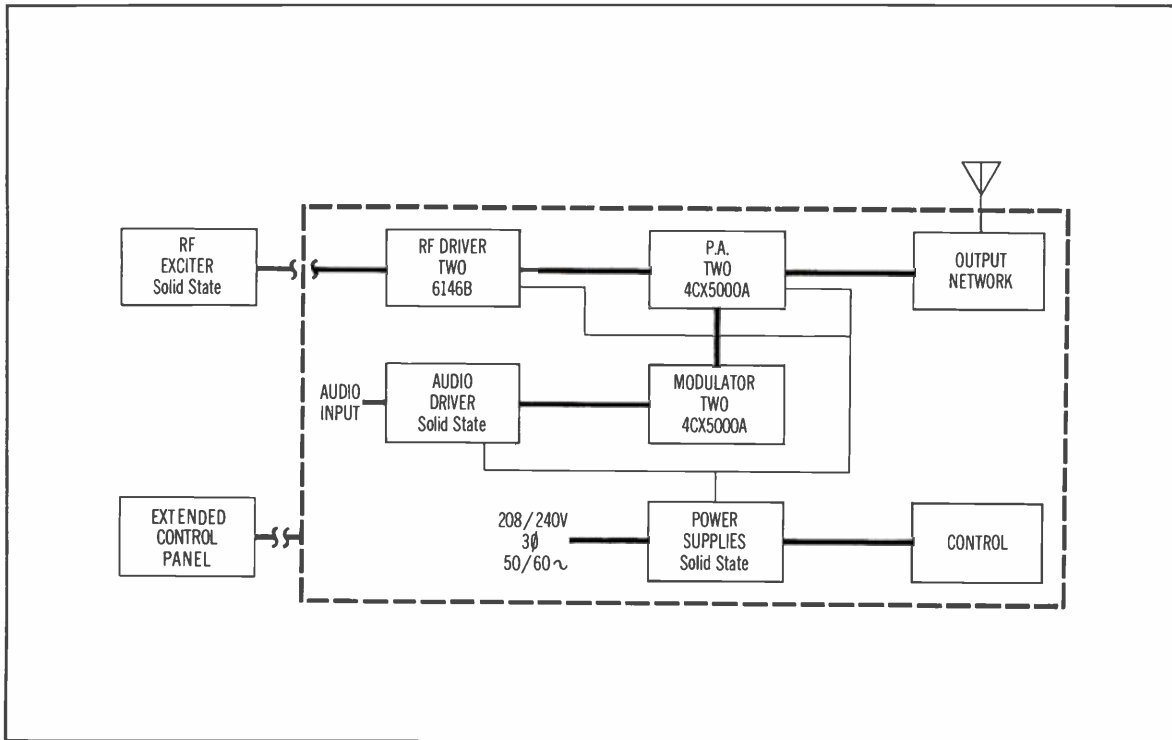 RF
EXCITER
Solid State
RF DRIVER
TWO
6146B
P.A.
TWO
4CX5000A
OUTPUT
NETWORK
AUDIO
INPUT
AUDIO
DRIVER
Solid State
MODULATOR
TWO
4CX5000A
EXTENDED
CONTROL
PANEL
208/240V
3Ø
50/60∿
POWER
SUPPLIES
Solid State
CONTROL